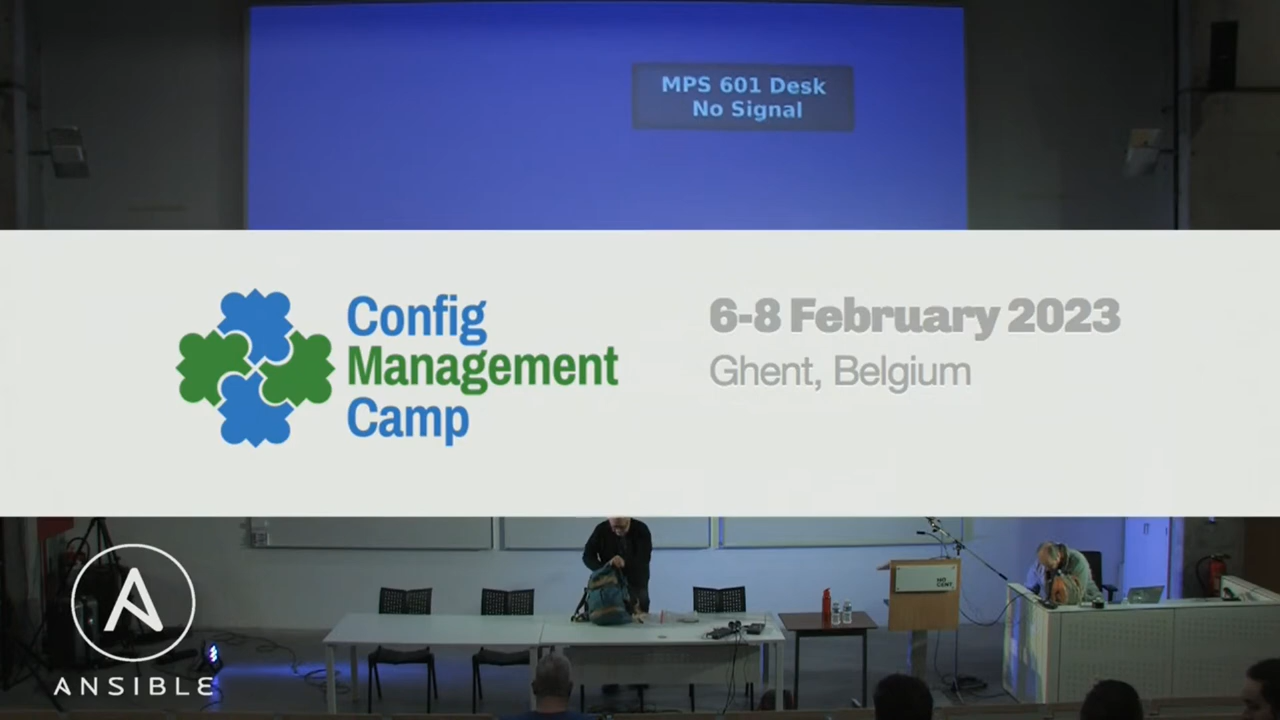 MPS 601 Desk
No Signal
Config
Management
Camp
6-8 February 2023
Ghent, Belgium
ANSIBLE